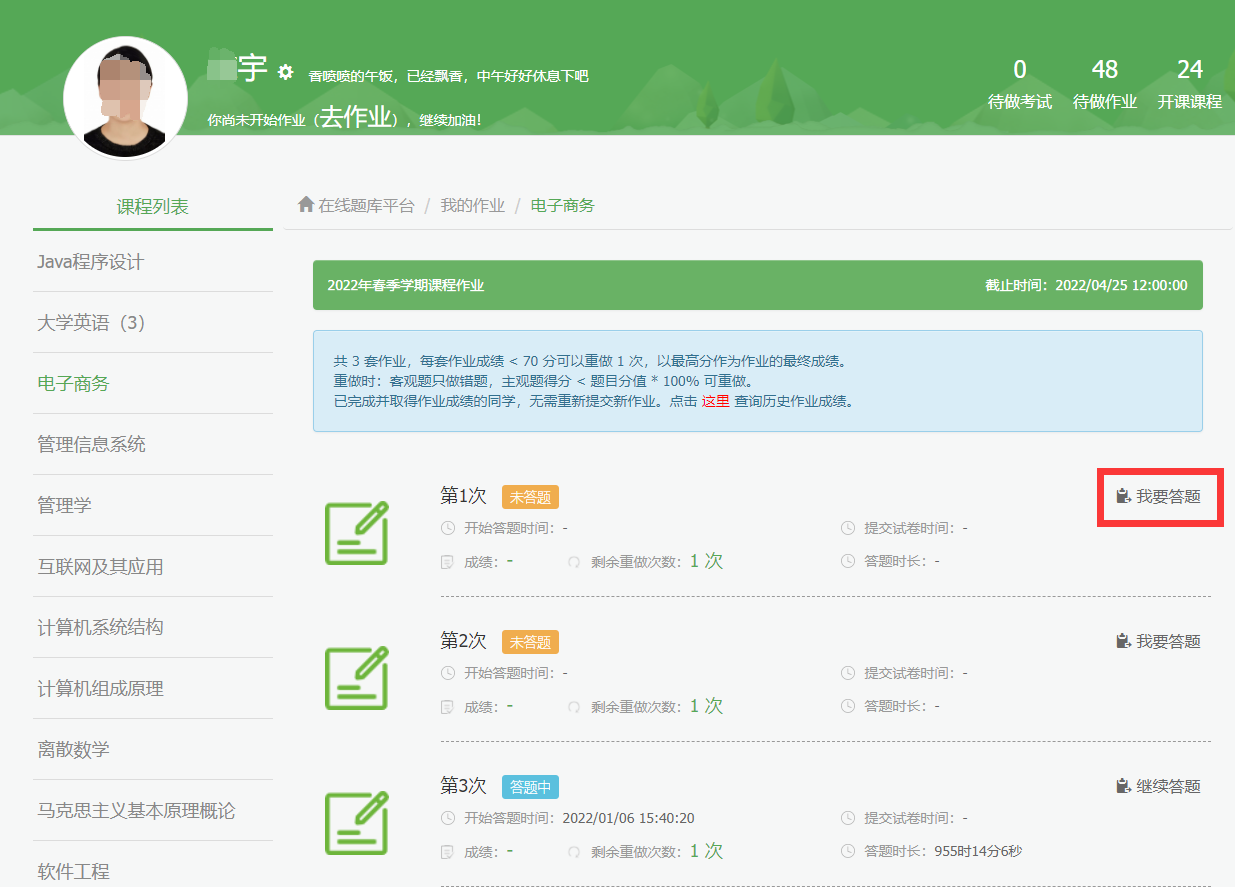 宇 香喷喷的午饭，已经飘香，中午好好休息下吧
你尚未开始作业（去作业），继续加油！
0 48 24
待做考试 待做作业 开课课程
课程列表
Java程序设计
大学英语（3）
电子商务
管理信息系统
管理学
互联网及其应用
计算机系统结构
计算机组成原理
离散数学
马克思主义基本原理概论
软件工程
在线题库平台 / 我的作业 / 电子商务
2022年春季学期课程作业 截止时间：2022/04/25 12:00:00
共 3 套作业，每套作业成绩 < 70 分可以重做 1 次，以最高分作为作业的最终成绩。
重做时：客观题只做错题，主观题得分 < 题目分值 * 100% 可重做。
已完成并取得作业成绩的同学，无需重新提交新作业。点击 这里 查询历史作业成绩。
第1次 未答题 我要答题
开始答题时间：- 提交试卷时间：-
成绩：- 剩余重做次数：1 次 答题时长：-
第2次 未答题 我要答题
开始答题时间：- 提交试卷时间：-
成绩：- 剩余重做次数：1 次 答题时长：-
第3次 答题中 继续答题
开始答题时间：2022/01/06 15:40:20 提交试卷时间：-
成绩：- 剩余重做次数：1 次 答题时长：955时14分6秒